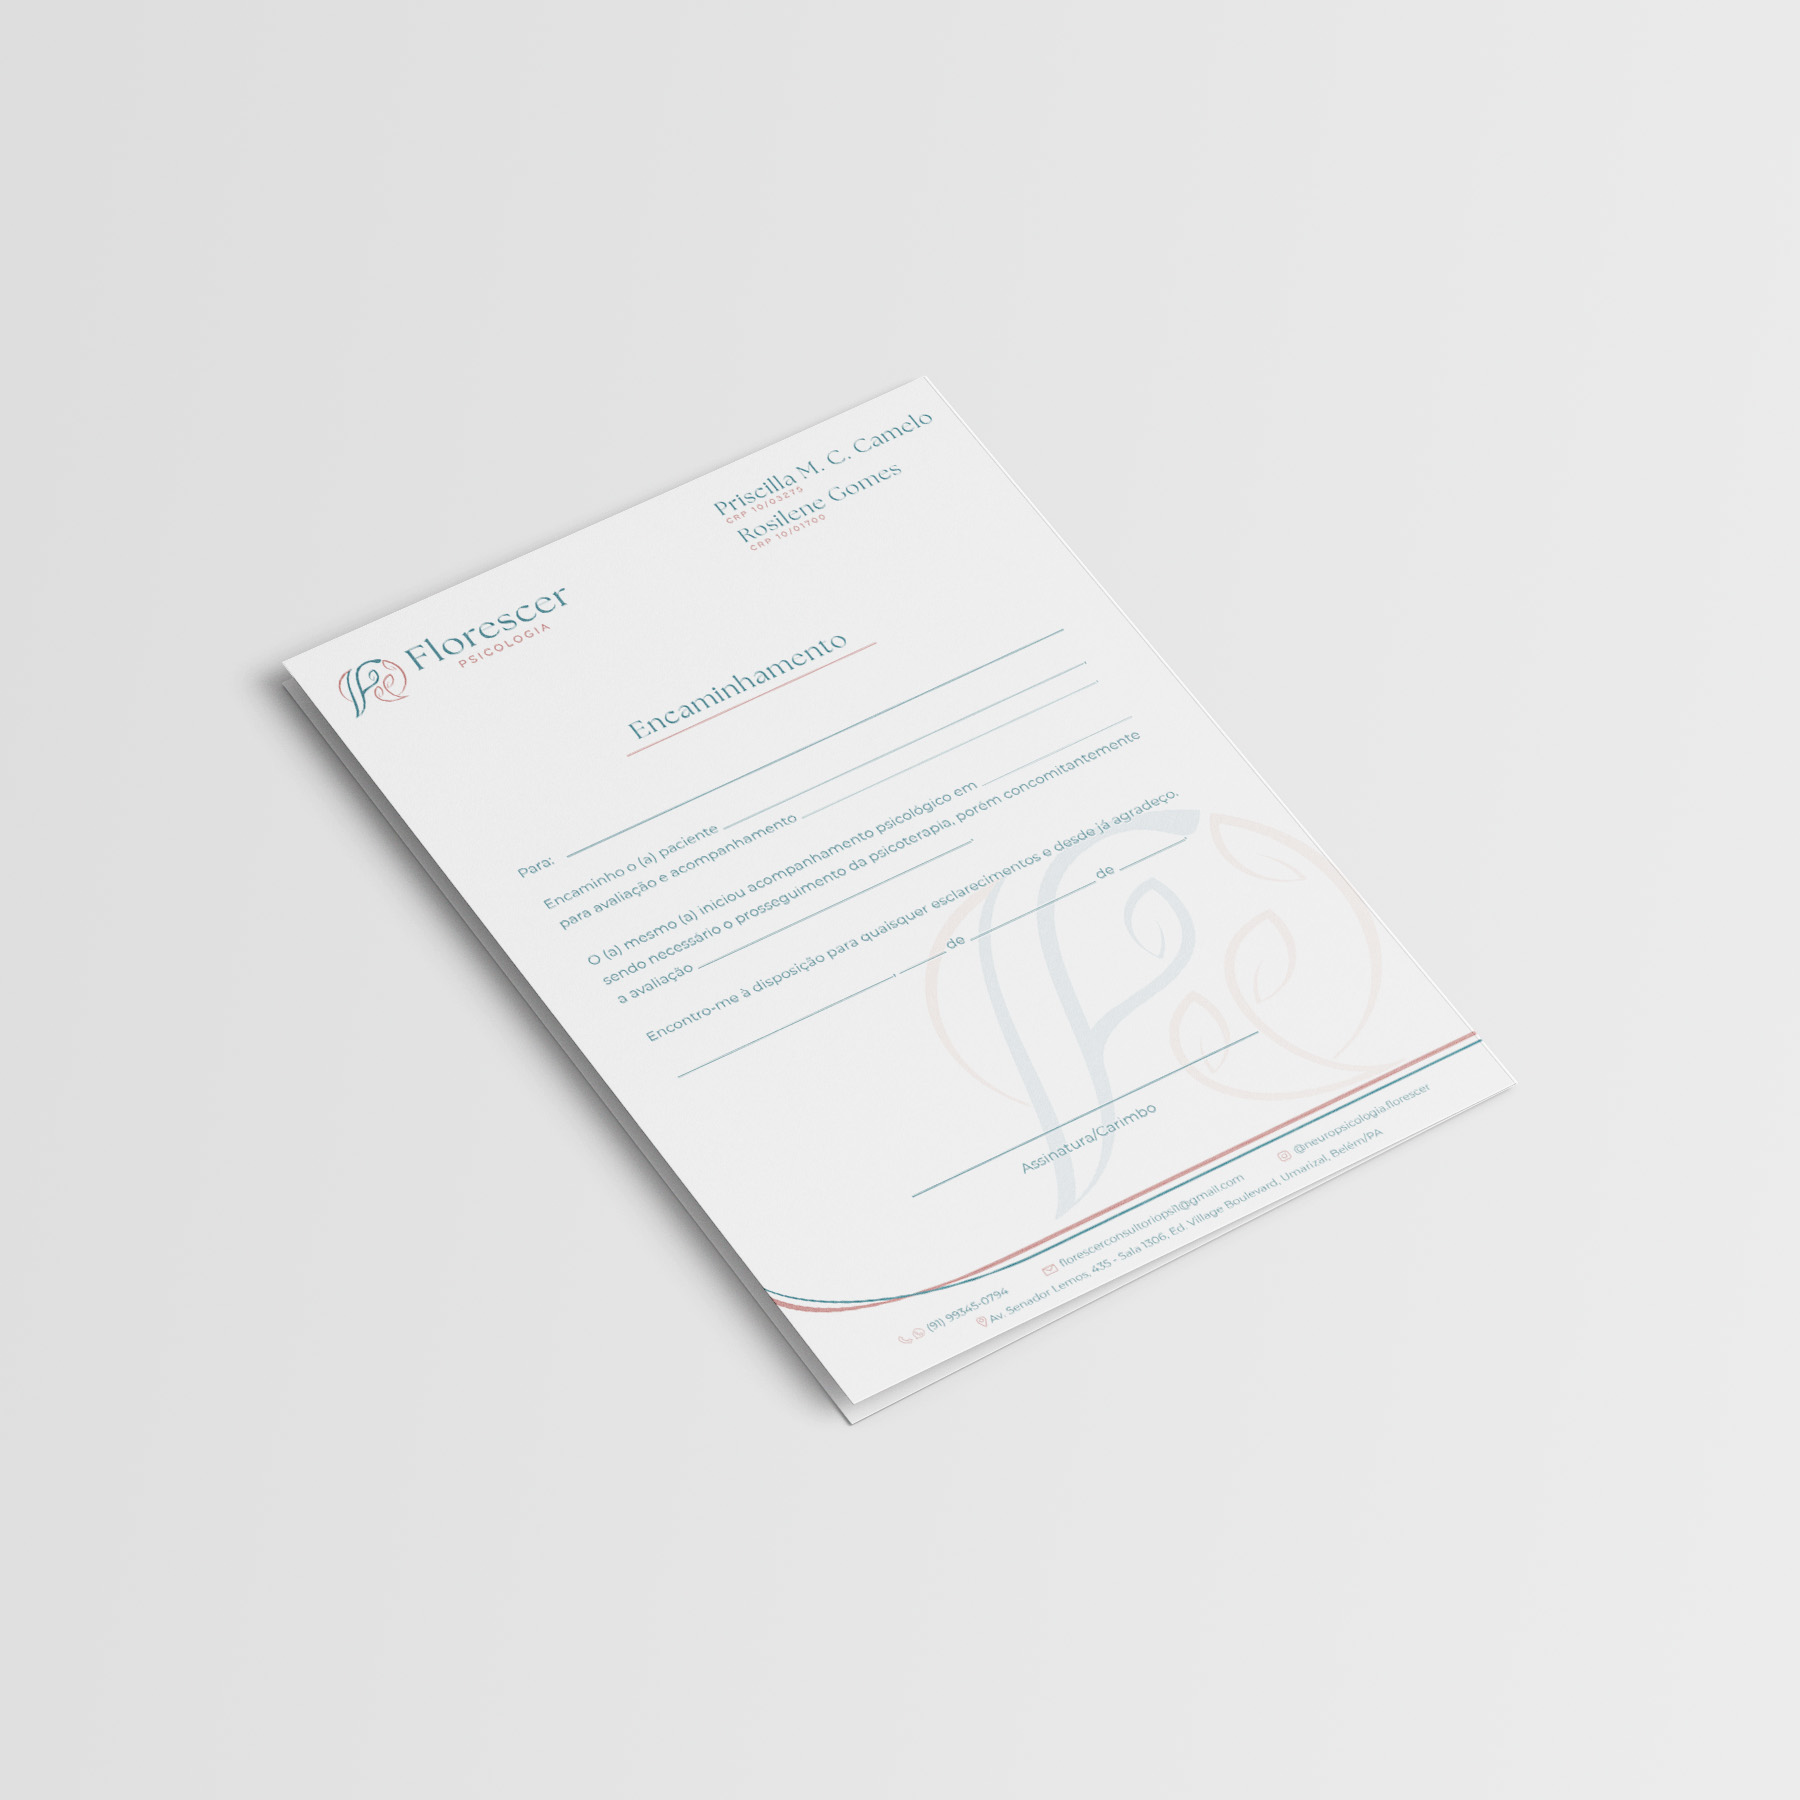 Florescer
PSICOLOGIA
Priscilla M. C. Camelo
CRP 10/03275
Rosilene Gomes
CRP 10/01700
Encaminhamento
Para:
Encaminho o (a) paciente ,
para avaliação e acompanhamento
O (a) mesmo (a) iniciou acompanhamento psicológico em
sendo necessário o prosseguimento da psicoterapia, porém concomitantemente
a avaliação
Encontro-me à disposição para quaisquer esclarecimentos e desde já agradeço.
, de de
Assinatura/Carimbo
(91) 99345-0794 florescerconsultoriopsi1@gmail.com @neuropsicologia.florescer
Av. Senador Lemos, 435 - Sala 1306, Ed. Village Boulevard, Umarizal, Belém/PA